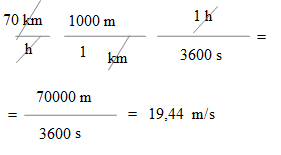 70 km 1000 m 1 h
h 1 km 3600 s =
= 70000 m = 19,44 m/s
3600 s